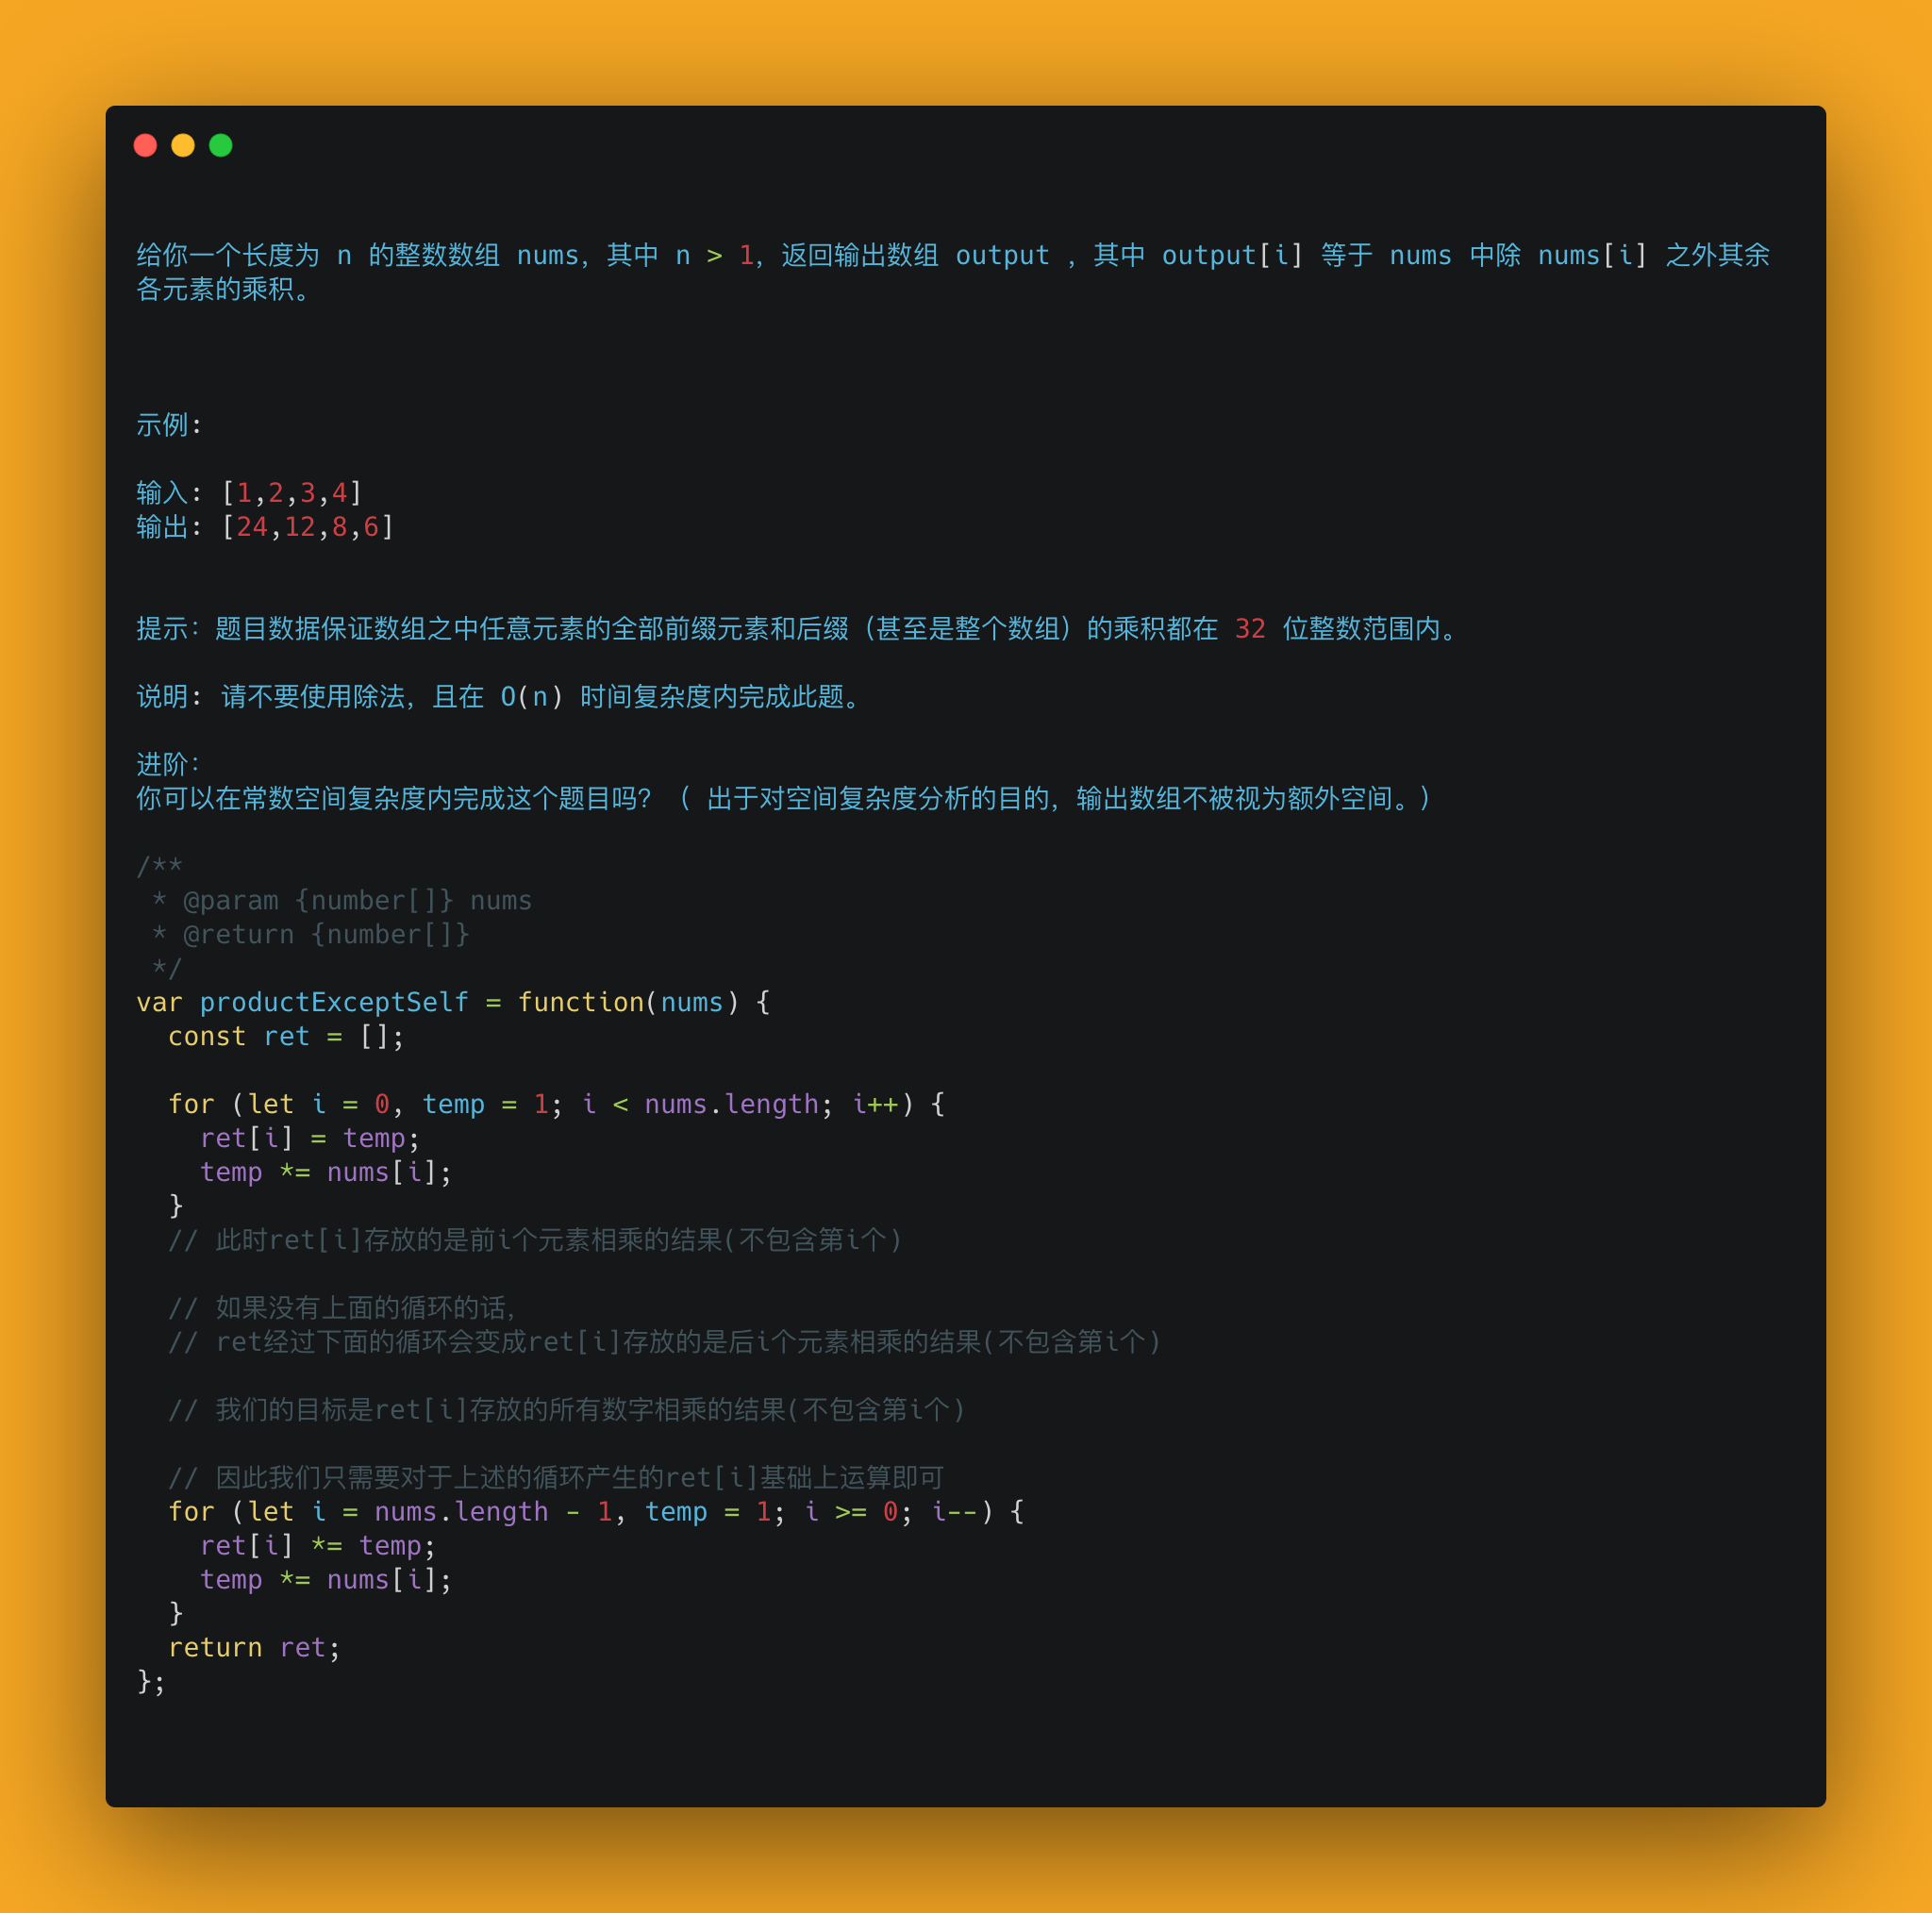 给你一个长度为 n 的整数数组 nums，其中 n > 1，返回输出数组 output ，其中 output[i] 等于 nums 中除 nums[i] 之外其余
各元素的乘积。
示例:
输入: [1,2,3,4]
输出: [24,12,8,6]
提示：题目数据保证数组之中任意元素的全部前缀元素和后缀（甚至是整个数组）的乘积都在 32 位整数范围内。
说明: 请不要使用除法，且在 O(n) 时间复杂度内完成此题。
进阶：
你可以在常数空间复杂度内完成这个题目吗？（ 出于对空间复杂度分析的目的，输出数组不被视为额外空间。）
/**
 * @param {number[]} nums
 * @return {number[]}
 */
var productExceptSelf = function(nums) {
  const ret = [];
  for (let i = 0, temp = 1; i < nums.length; i++) {
    ret[i] = temp;
    temp *= nums[i];
  }
  // 此时ret[i]存放的是前i个元素相乘的结果(不包含第i个)
  // 如果没有上面的循环的话，
  // ret经过下面的循环会变成ret[i]存放的是后i个元素相乘的结果(不包含第i个)
  // 我们的目标是ret[i]存放的所有数字相乘的结果(不包含第i个)
  // 因此我们只需要对于上述的循环产生的ret[i]基础上运算即可
  for (let i = nums.length - 1, temp = 1; i >= 0; i--) {
    ret[i] *= temp;
    temp *= nums[i];
  }
  return ret;
};